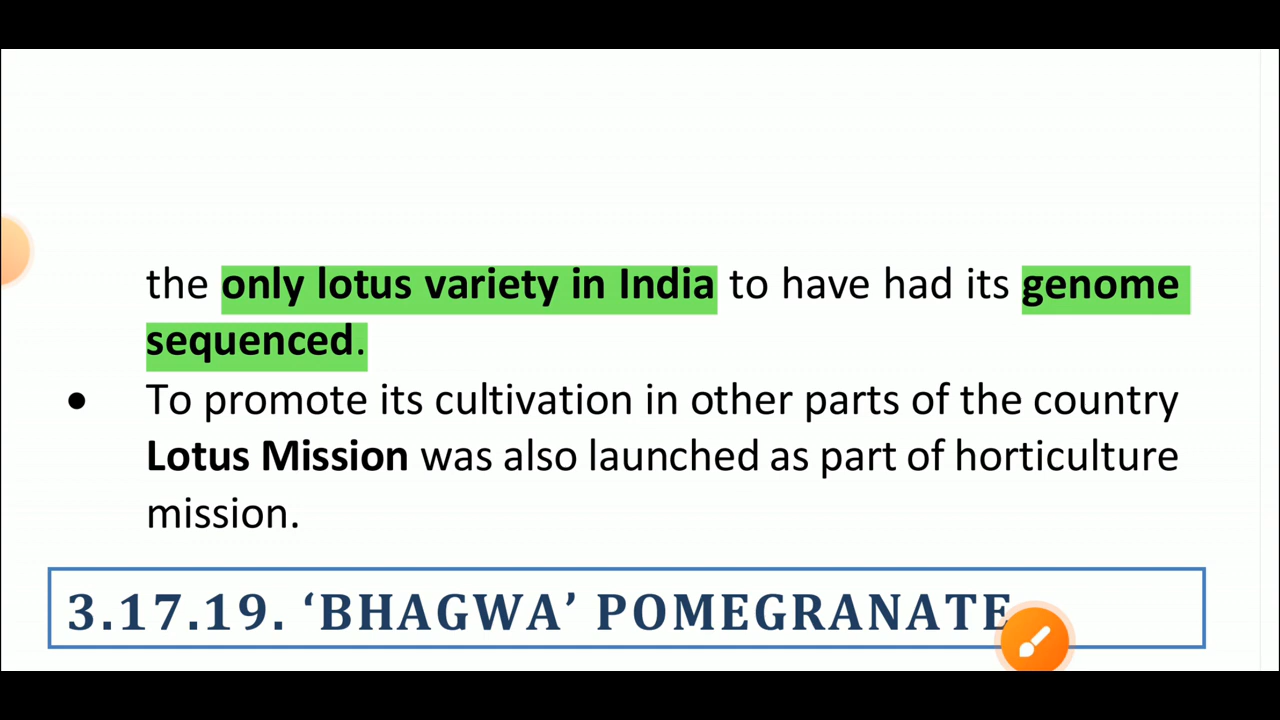 the only lotus variety in India to have had its genome
sequenced.
● To promote its cultivation in other parts of the country
Lotus Mission was also launched as part of horticulture
mission.
3.17.19. ‘BHAGWA’ POMEGRANATE